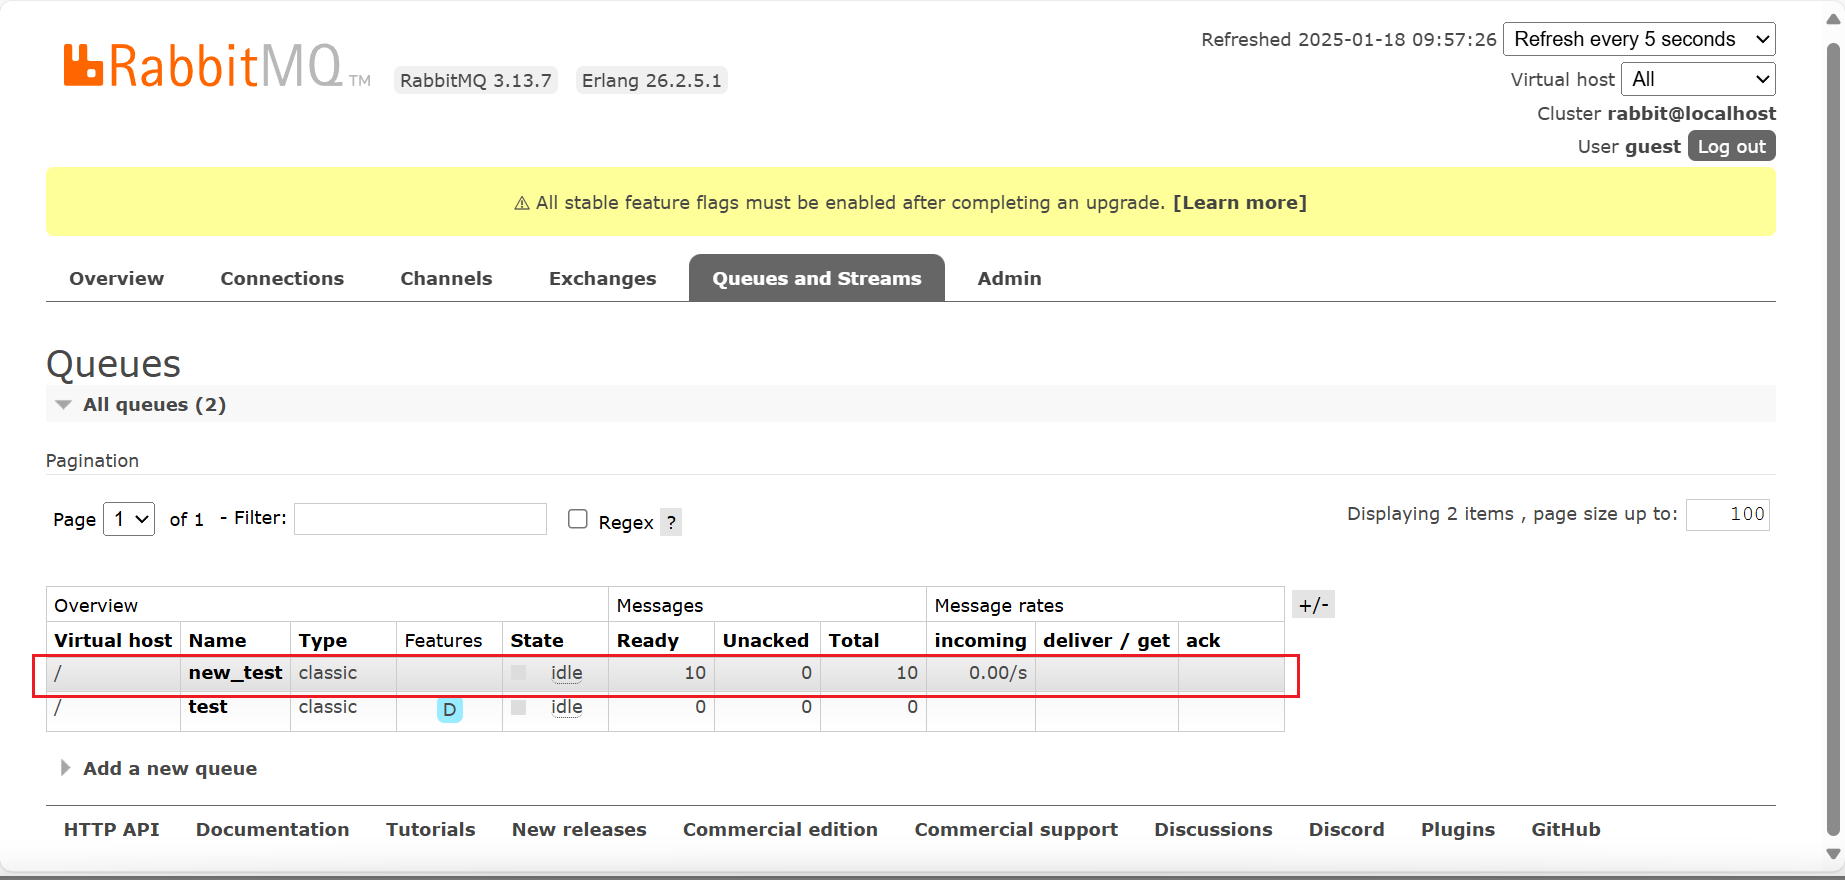 Refreshed 2025-01-18 09:57:26 Refresh every 5 seconds
RabbitMQ TM RabbitMQ 3.13.7 Erlang 26.2.5.1
Virtual host All
Cluster rabbit@localhost
User guest Log out
⚠ All stable feature flags must be enabled after completing an upgrade. [Learn more]
Overview Connections Channels Exchanges Queues and Streams Admin
Queues
All queues (2)
Pagination
Page 1 of 1 - Filter: Regex ? Displaying 2 items , page size up to: 100
Overview Messages Message rates +/-
Virtual host Name Type Features State Ready Unacked Total incoming deliver / get ack
/ new_test classic idle 10 0 10 0.00/s
/ test classic D idle 0 0 0
Add a new queue
HTTP API Documentation Tutorials New releases Commercial edition Commercial support Discussions Discord Plugins GitHub